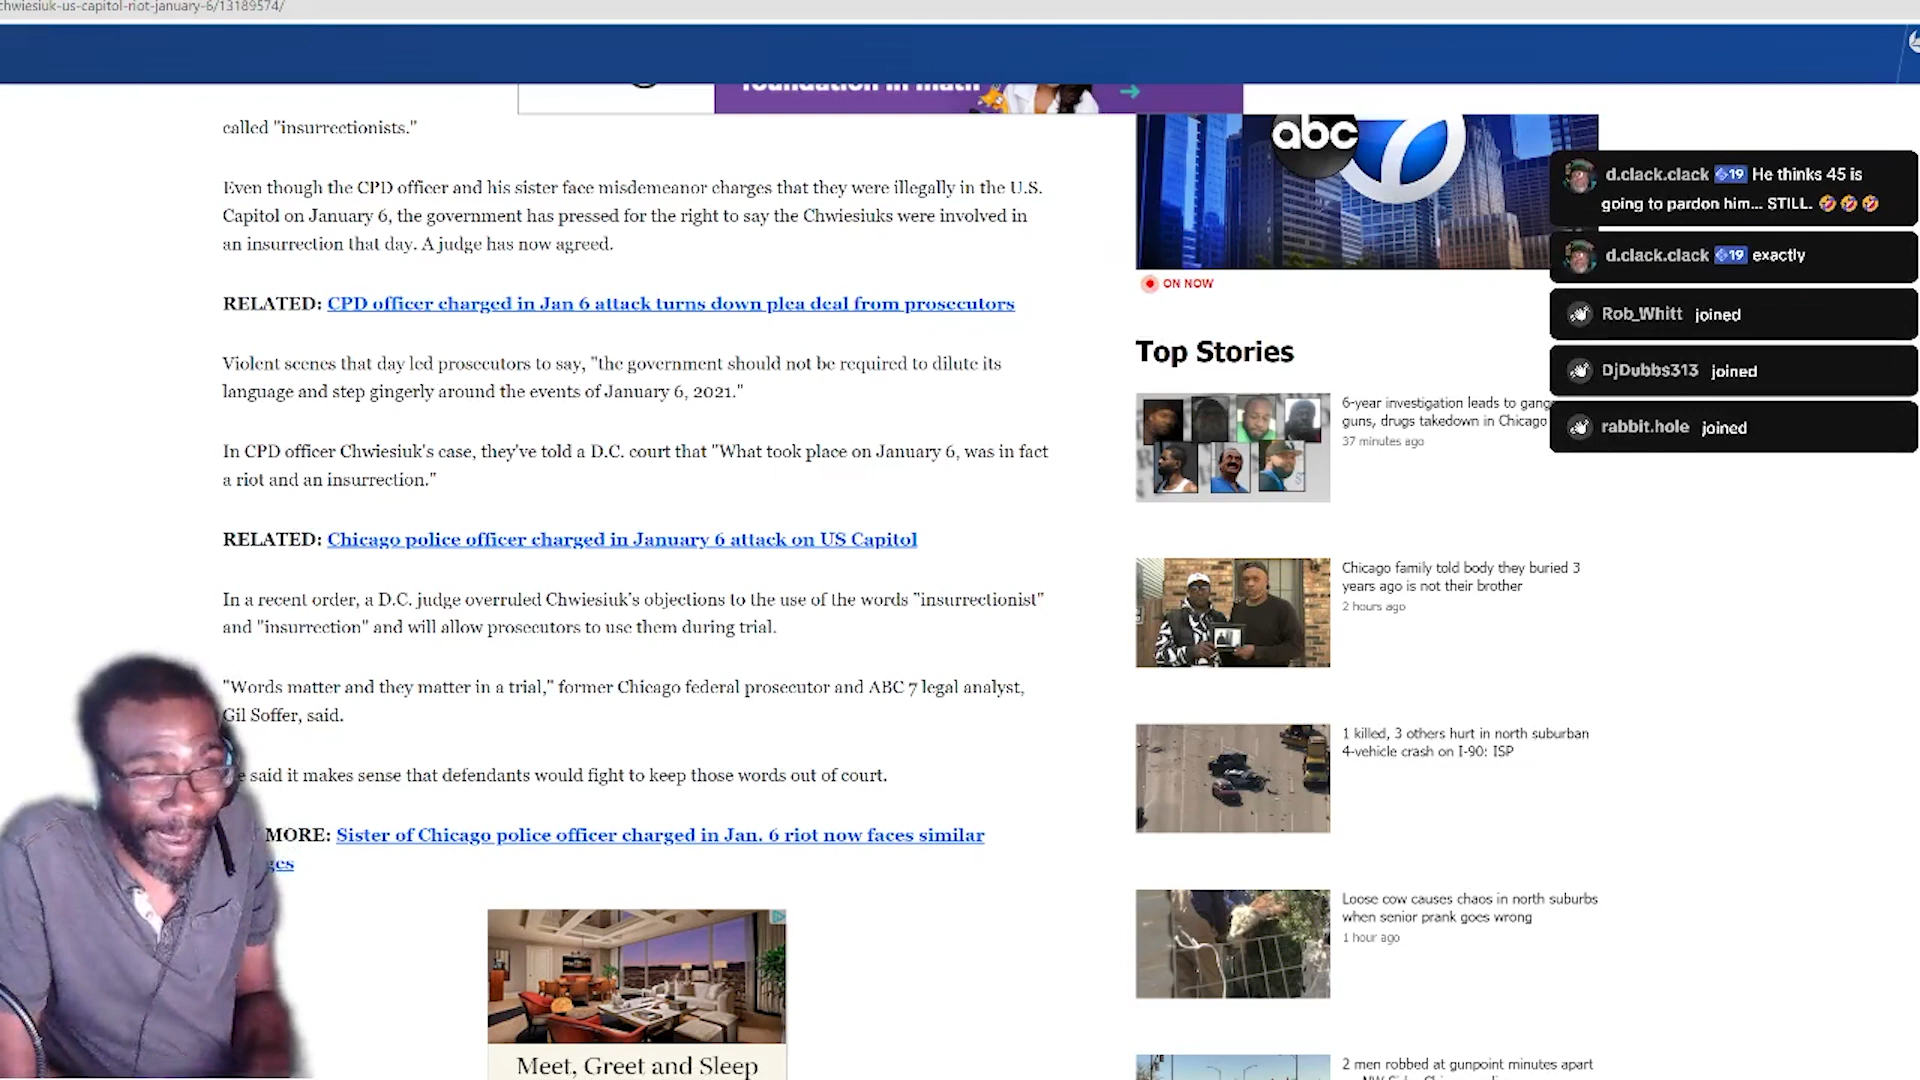 chwiesiuk-us-capitol-riot-january-6/13189574/
foundation in math
called "insurrectionists."
Even though the CPD officer and his sister face misdemeanor charges that they were illegally in the U.S.
Capitol on January 6, the government has pressed for the right to say the Chwiesiuks were involved in
an insurrection that day. A judge has now agreed.
RELATED: CPD officer charged in Jan 6 attack turns down plea deal from prosecutors
Violent scenes that day led prosecutors to say, "the government should not be required to dilute its
language and step gingerly around the events of January 6, 2021."
In CPD officer Chwiesiuk's case, they've told a D.C. court that "What took place on January 6, was in fact
a riot and an insurrection."
RELATED: Chicago police officer charged in January 6 attack on US Capitol
In a recent order, a D.C. judge overruled Chwiesiuk's objections to the use of the words "insurrectionist"
and "insurrection" and will allow prosecutors to use them during trial.
"Words matter and they matter in a trial," former Chicago federal prosecutor and ABC 7 legal analyst,
Gil Soffer, said.
said it makes sense that defendants would fight to keep those words out of court.
MORE: Sister of Chicago police officer charged in Jan. 6 riot now faces similar
Meet, Greet and Sleep
abc 7
ON NOW
Top Stories
6-year investigation leads to gang,
guns, drugs takedown in Chicago
37 minutes ago
Chicago family told body they buried 3
years ago is not their brother
2 hours ago
1 killed, 3 others hurt in north suburban
4-vehicle crash on I-90: ISP
Loose cow causes chaos in north suburbs
when senior prank goes wrong
1 hour ago
2 men robbed at gunpoint minutes apart
d.clack.clack 19 He thinks 45 is
going to pardon him... STILL. 🤣 🤣 🤣
d.clack.clack 19 exactly
Rob_Whitt joined
DjDubbs313 joined
rabbit.hole joined